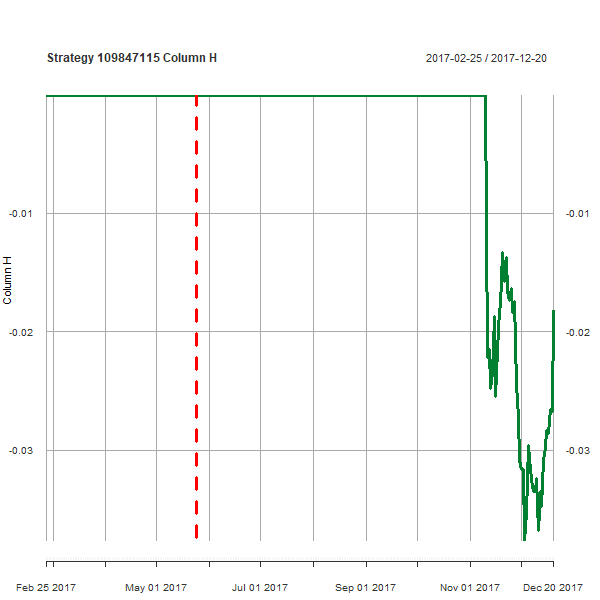 Strategy 109847115 Column H
2017-02-25 / 2017-12-20
-0.01
-0.01
-0.02
-0.02
-0.03
-0.03
Column H
Feb 25 2017
May 01 2017
Jul 01 2017
Sep 01 2017
Nov 01 2017
Dec 20 2017